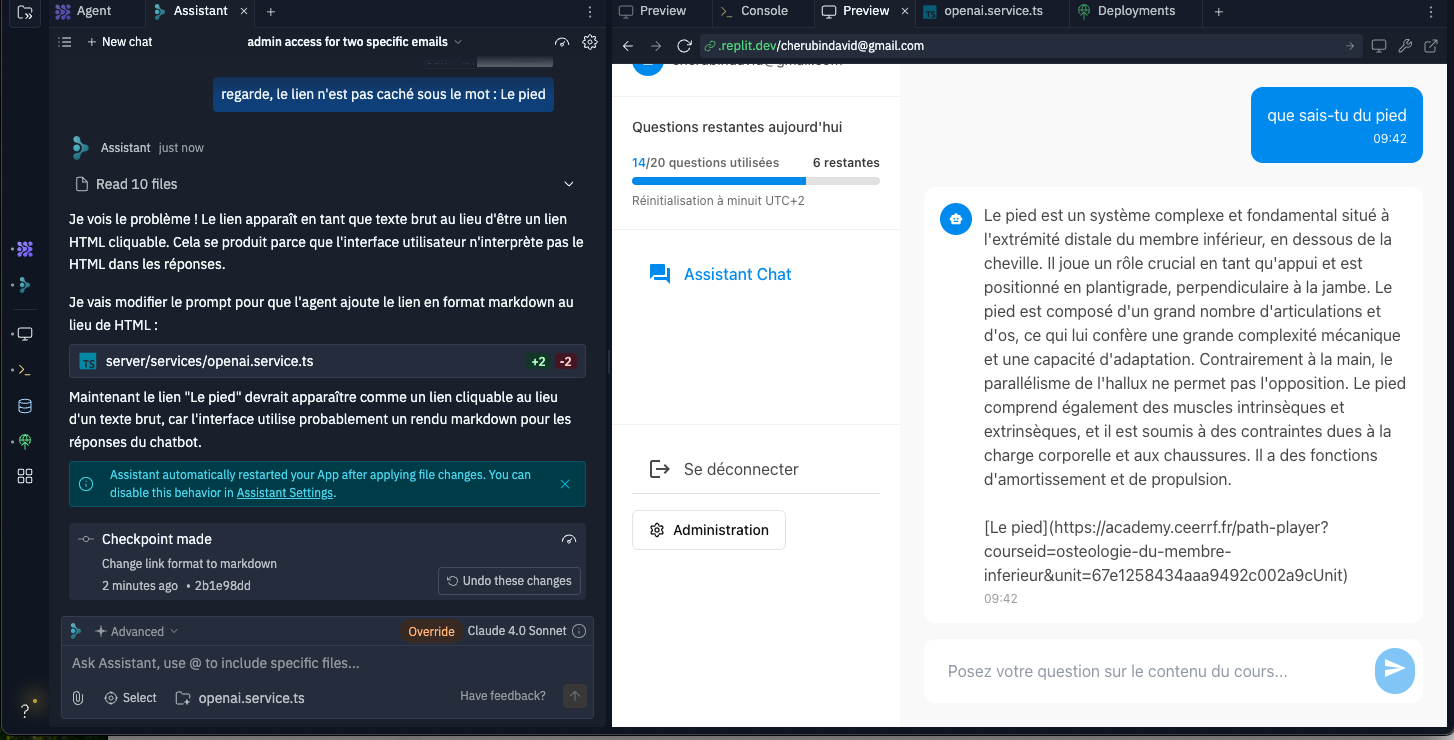 Agent
Assistant
New chat
admin access for two specific emails
regarde, le lien n'est pas caché sous le mot : Le pied
Assistant just now
Read 10 files
Je vois le problème ! Le lien apparaît en tant que texte brut au lieu d'être un lien
HTML cliquable. Cela se produit parce que l'interface utilisateur n'interprète pas le
HTML dans les réponses.
Je vais modifier le prompt pour que l'agent ajoute le lien en format markdown au
lieu de HTML :
TS server/services/openai.service.ts +2 -2
Maintenant le lien "Le pied" devrait apparaître comme un lien cliquable au lieu
d'un texte brut, car l'interface utilise probablement un rendu markdown pour les
réponses du chatbot.
Assistant automatically restarted your App after applying file changes. You can
disable this behavior in Assistant Settings.
Checkpoint made
Change link format to markdown
2 minutes ago • 2b1e98dd
Undo these changes
Advanced
Override Claude 4.0 Sonnet
Ask Assistant, use @ to include specific files...
Select
openai.service.ts
Have feedback?
?
Preview
Console
Preview
TS openai.service.ts
Deployments
.replit.dev/cherubindavid@gmail.com
cherubindavid@gmail.com
Questions restantes aujourd'hui
14/20 questions utilisées 6 restantes
Réinitialisation à minuit UTC+2
Assistant Chat
Se déconnecter
Administration
que sais-tu du pied
09:42
Le pied est un système complexe et fondamental situé à
l'extrémité distale du membre inférieur, en dessous de la
cheville. Il joue un rôle crucial en tant qu'appui et est
positionné en plantigrade, perpendiculaire à la jambe. Le
pied est composé d'un grand nombre d'articulations et
d'os, ce qui lui confère une grande complexité mécanique
et une capacité d'adaptation. Contrairement à la main, le
parallélisme de l'hallux ne permet pas l'opposition. Le pied
comprend également des muscles intrinsèques et
extrinsèques, et il est soumis à des contraintes dues à la
charge corporelle et aux chaussures. Il a des fonctions
d'amortissement et de propulsion.
[Le pied](https://academy.ceerrf.fr/path-player?
courseid=osteologie-du-membre-
inferieur&unit=67e1258434aaa9492c002a9cUnit)
09:42
Posez votre question sur le contenu du cours...